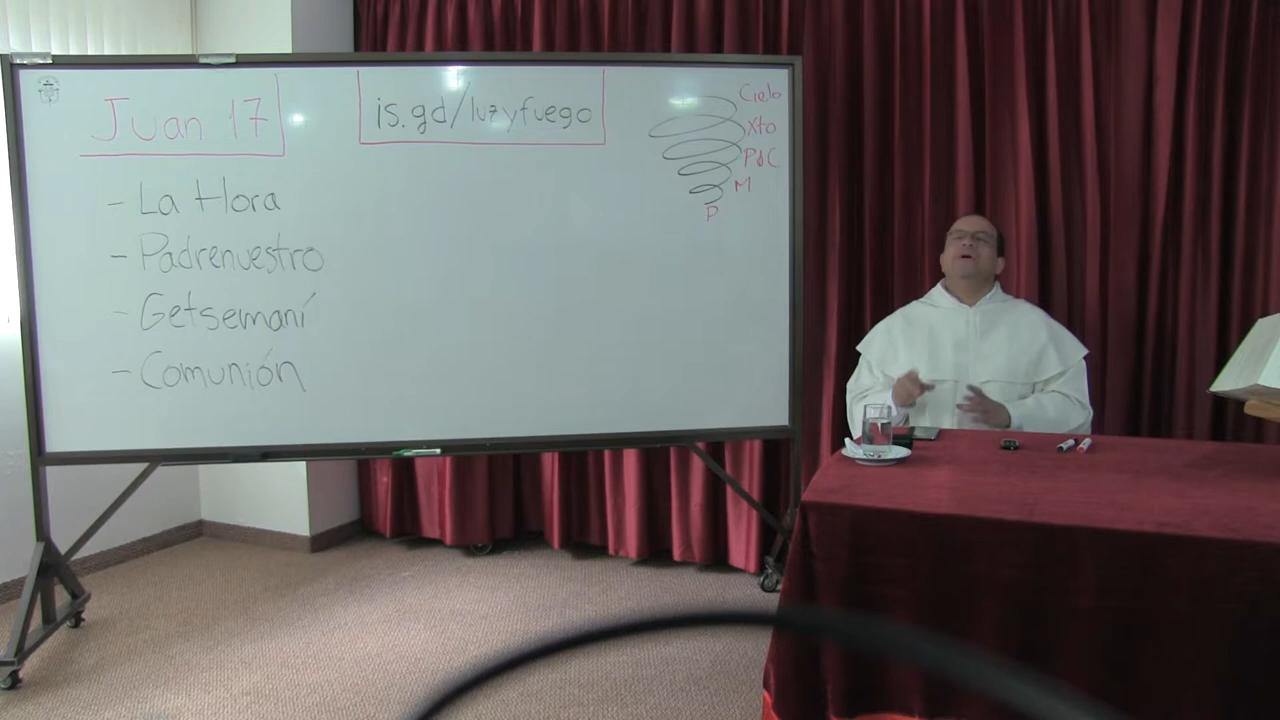 Juan 17
is.gd/luzyfuego
- La Hora
- Padrenuestro
- Getsemaní
- Comunión
Cielo
Xto
PdC
M
P